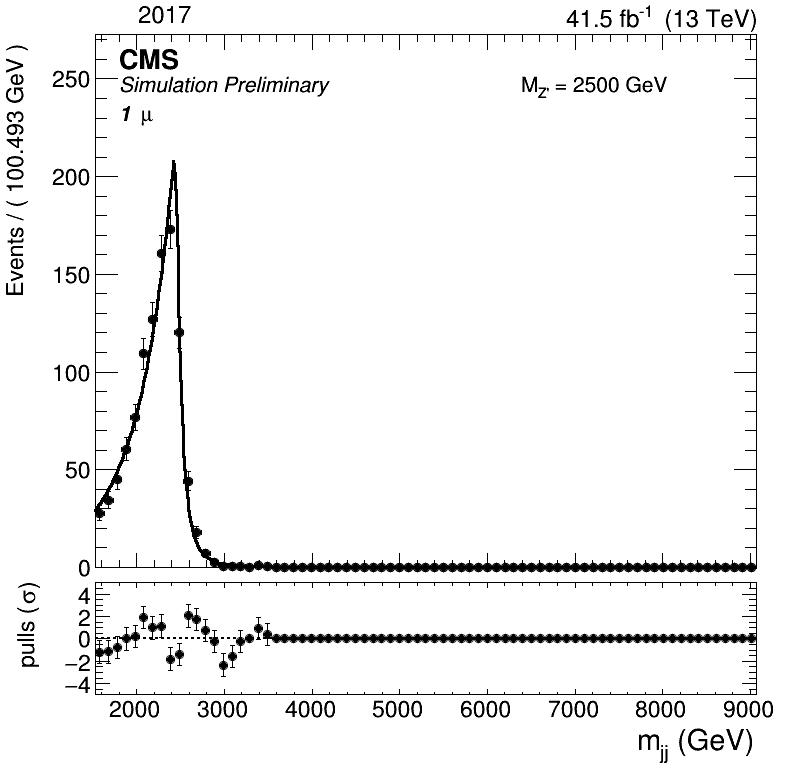 2017 41.5 fb⁻¹ (13 TeV)
CMS
Simulation Preliminary
M_Z' = 2500 GeV
1 μ
Events / ( 100.493 GeV )
250
200
150
100
50
0
pulls (σ)
4
2
0
−2
−4
2000 3000 4000 5000 6000 7000 8000 9000
m_jj (GeV)